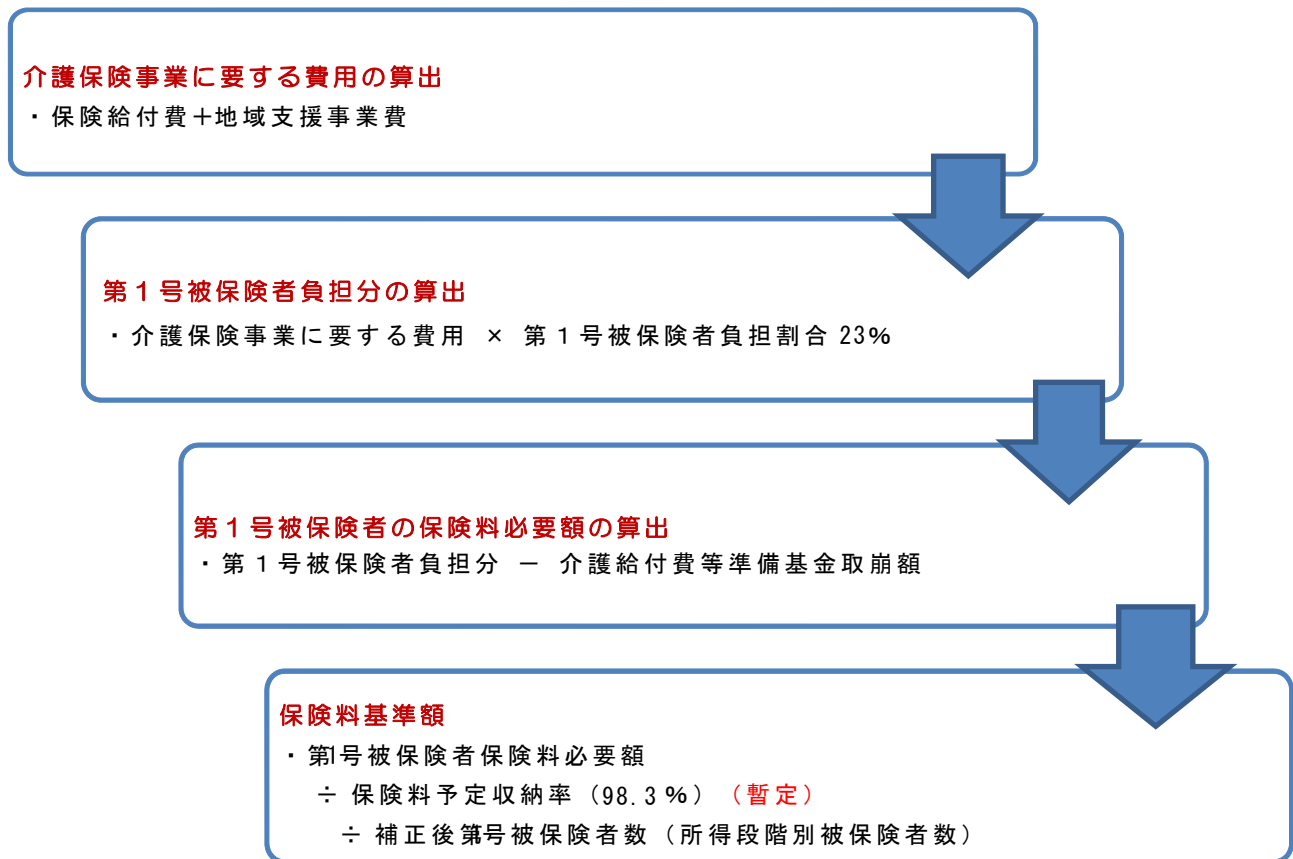 介護保険事業に要する費用の算出
・保険給付費＋地域支援事業費
第１号被保険者負担分の算出
・介護保険事業に要する費用 × 第１号被保険者負担割合 23%
第１号被保険者の保険料必要額の算出
・第１号被保険者負担分 － 介護給付費等準備基金取崩額
保険料基準額
・第1号被保険者保険料必要額
÷ 保険料予定収納率（98.3％）（暫定）
÷ 補正後第1号被保険者数（所得段階別被保険者数）